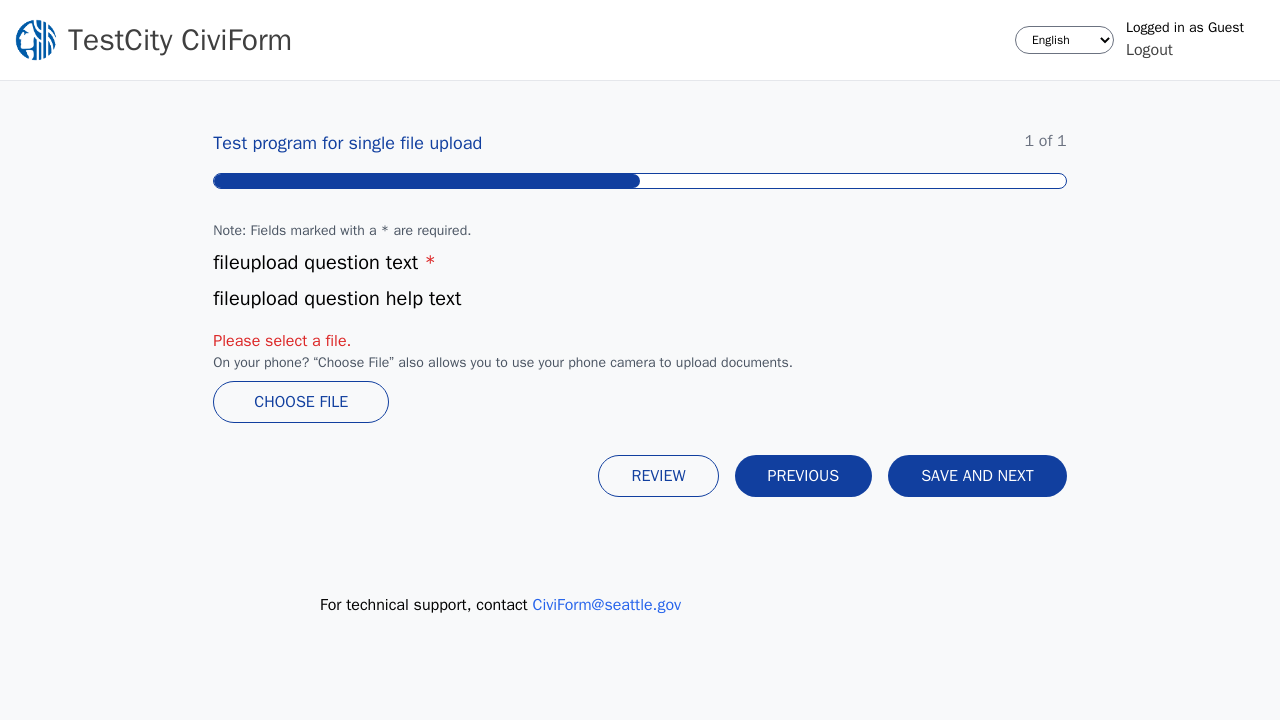 TestCity CiviForm
English
Logged in as Guest
Logout
Test program for single file upload
1 of 1
Note: Fields marked with a * are required.
fileupload question text *
fileupload question help text
Please select a file.
On your phone? “Choose File” also allows you to use your phone camera to upload documents.
CHOOSE FILE
REVIEW
PREVIOUS
SAVE AND NEXT
For technical support, contact CiviForm@seattle.gov